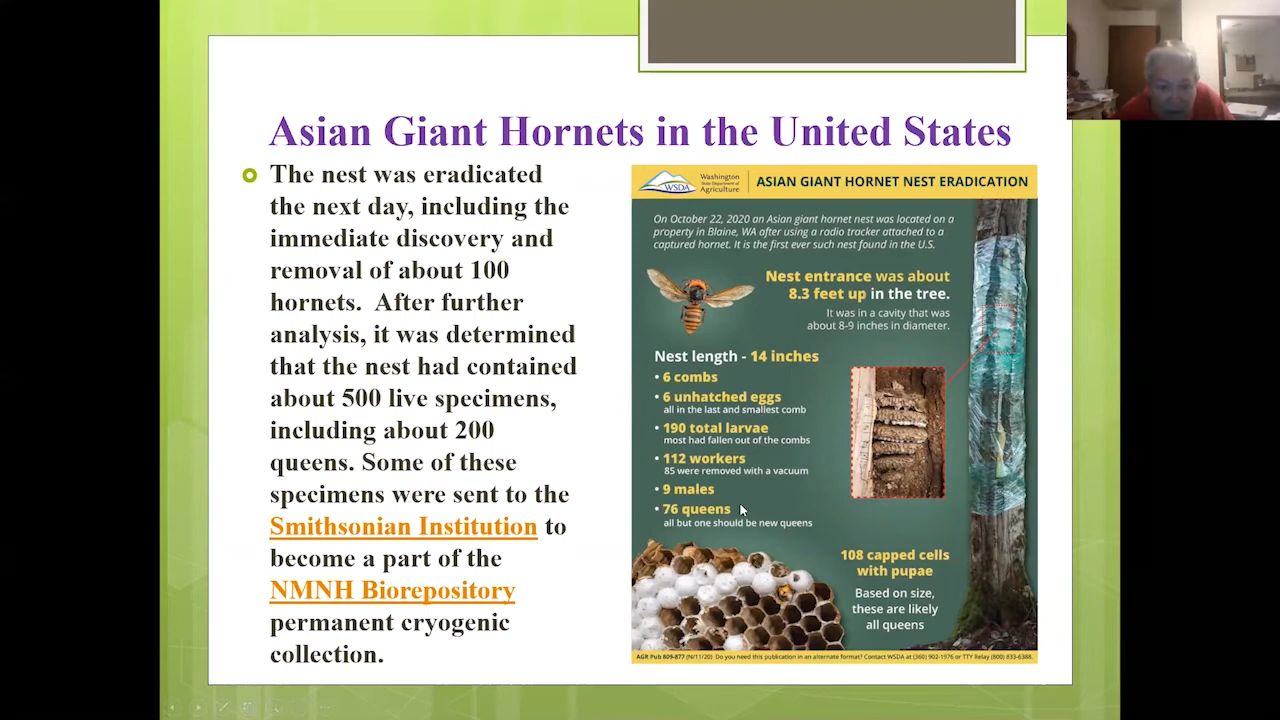 Asian Giant Hornets in the United States
The nest was eradicated
the next day, including the
immediate discovery and
removal of about 100
hornets. After further
analysis, it was determined
that the nest had contained
about 500 live specimens,
including about 200
queens. Some of these
specimens were sent to the
Smithsonian Institution to
become a part of the
NMNH Biorepository
permanent cryogenic
collection.
WSDA
Washington
State Department of
Agriculture
ASIAN GIANT HORNET NEST ERADICATION
On October 22, 2020 an Asian giant hornet nest was located on a
property in Blaine, WA after using a radio tracker attached to a
captured hornet. It is the first ever such nest found in the U.S.
Nest entrance was about
8.3 feet up in the tree.
It was in a cavity that was
about 8-9 inches in diameter.
Nest length - 14 inches
• 6 combs
• 6 unhatched eggs
all in the last and smallest comb
• 190 total larvae
most had fallen out of the combs
• 112 workers
85 were removed with a vacuum
• 9 males
• 76 queens
all but one should be new queens
108 capped cells
with pupae
Based on size,
these are likely
all queens
AGR Pub 809-877 (N/11/20) Do you need this publication in an alternate format? Contact WSDA at (360) 902-1976 or TTY Relay (800) 833-6388.